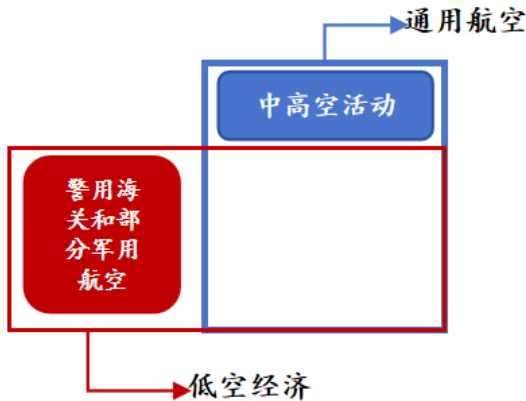 通用航空
中高空活动
警用海
关和部
分军用
航空
低空经济